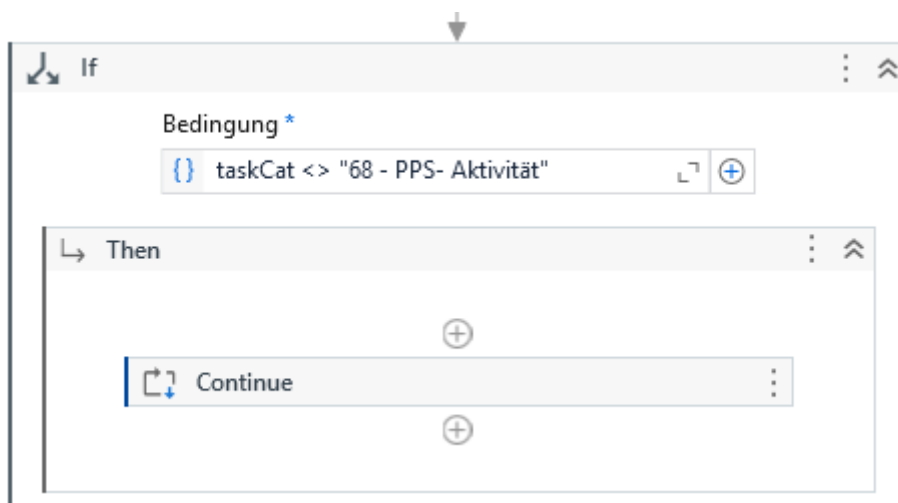 If
Bedingung *
{} taskCat <> "68 - PPS- Aktivität"
Then
Continue